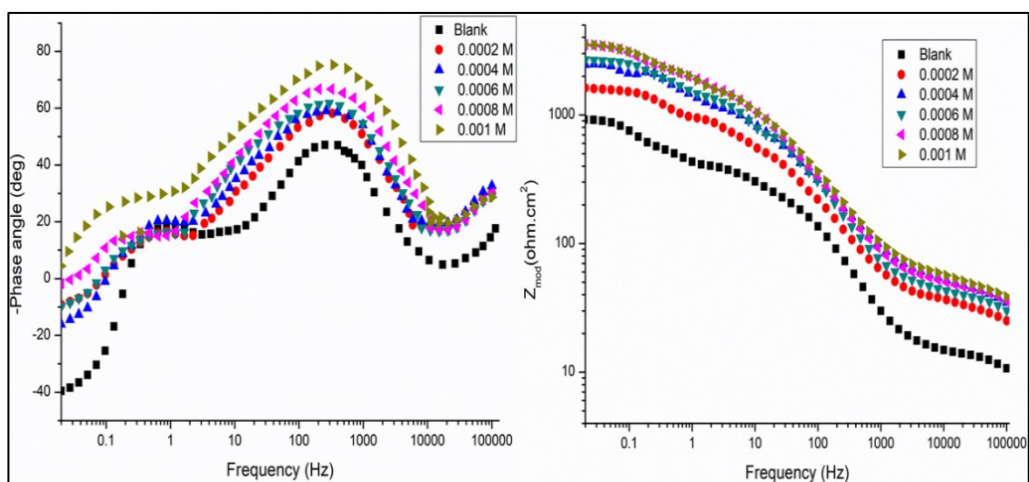 80
60
40
20
0
-20
-40
-Phase angle (deg)
0.1 1 10 100 1000 10000 100000
Frequency (Hz)
Blank
0.0002 M
0.0004 M
0.0006 M
0.0008 M
0.001 M
1000
100
10
Zmod(ohm.cm²)
0.1 1 10 100 1000 10000 100000
Frequency (Hz)
Blank
0.0002 M
0.0004 M
0.0006 M
0.0008 M
0.001 M